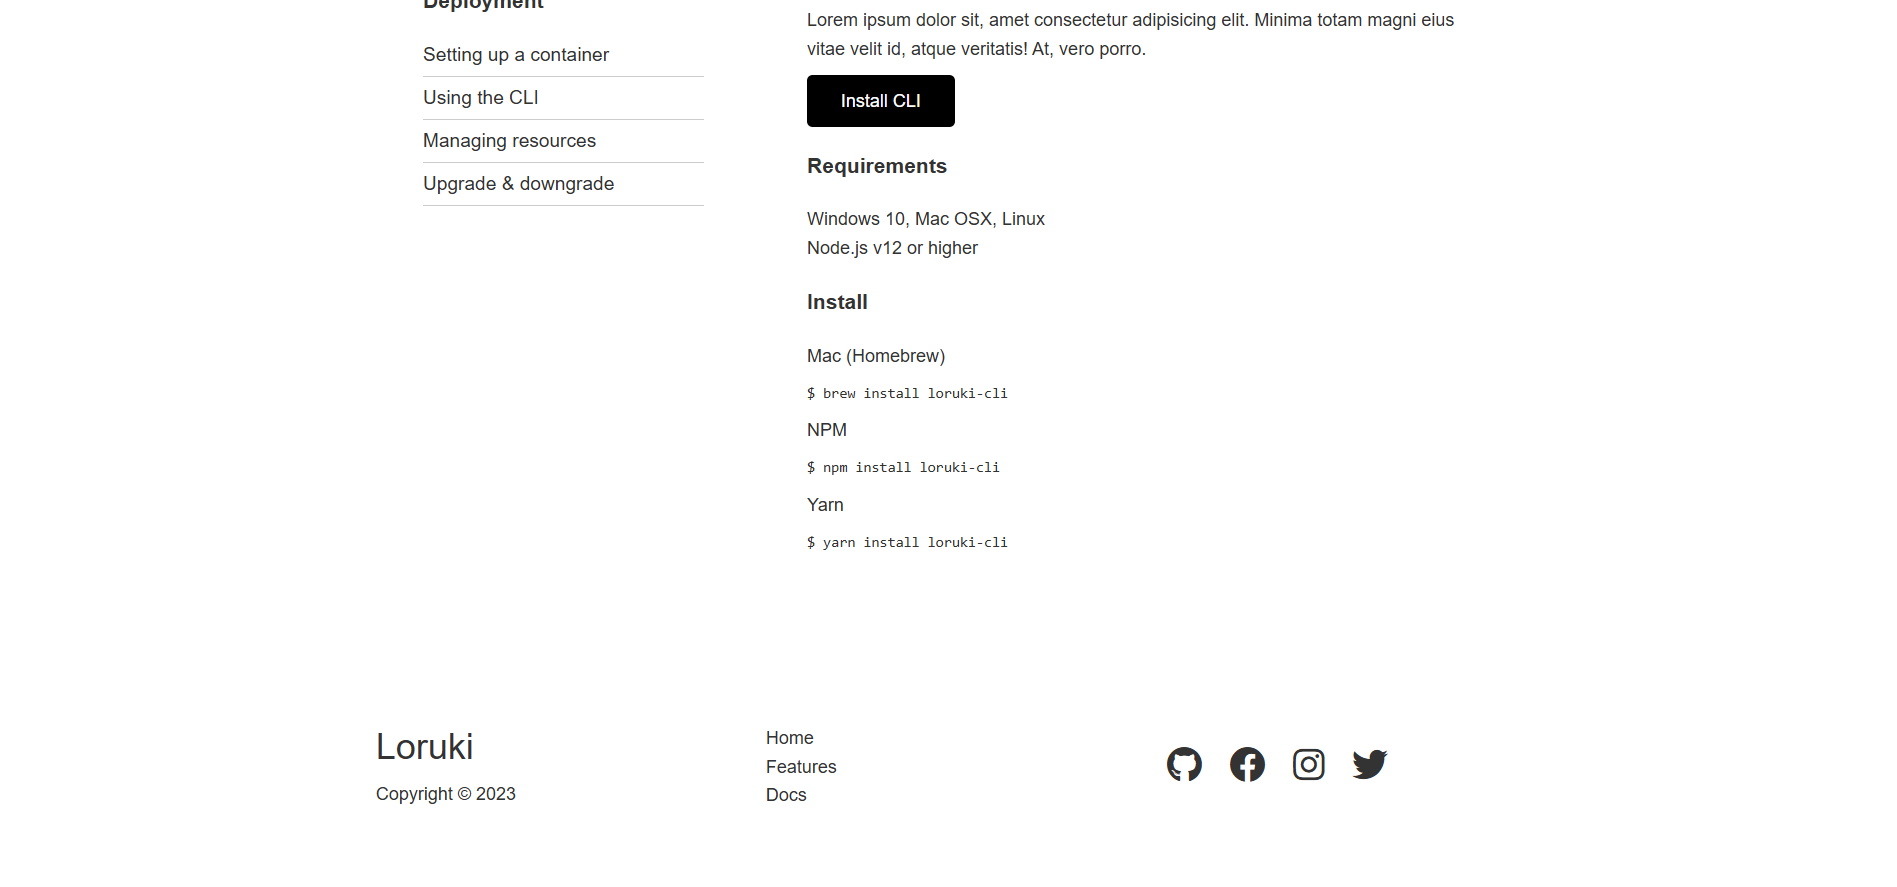 Deployment
Setting up a container
Using the CLI
Managing resources
Upgrade & downgrade
Lorem ipsum dolor sit, amet consectetur adipisicing elit. Minima totam magni eius
vitae velit id, atque veritatis! At, vero porro.
Install CLI
Requirements
Windows 10, Mac OSX, Linux
Node.js v12 or higher
Install
Mac (Homebrew)
$ brew install loruki-cli
NPM
$ npm install loruki-cli
Yarn
$ yarn install loruki-cli
Loruki
Copyright © 2023
Home
Features
Docs